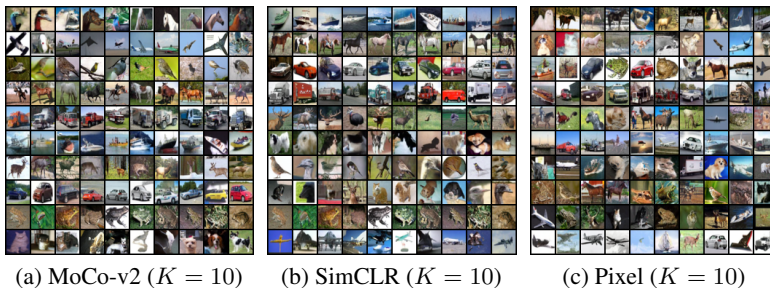 (a) MoCo-v2 (K = 10) (b) SimCLR (K = 10) (c) Pixel (K = 10)